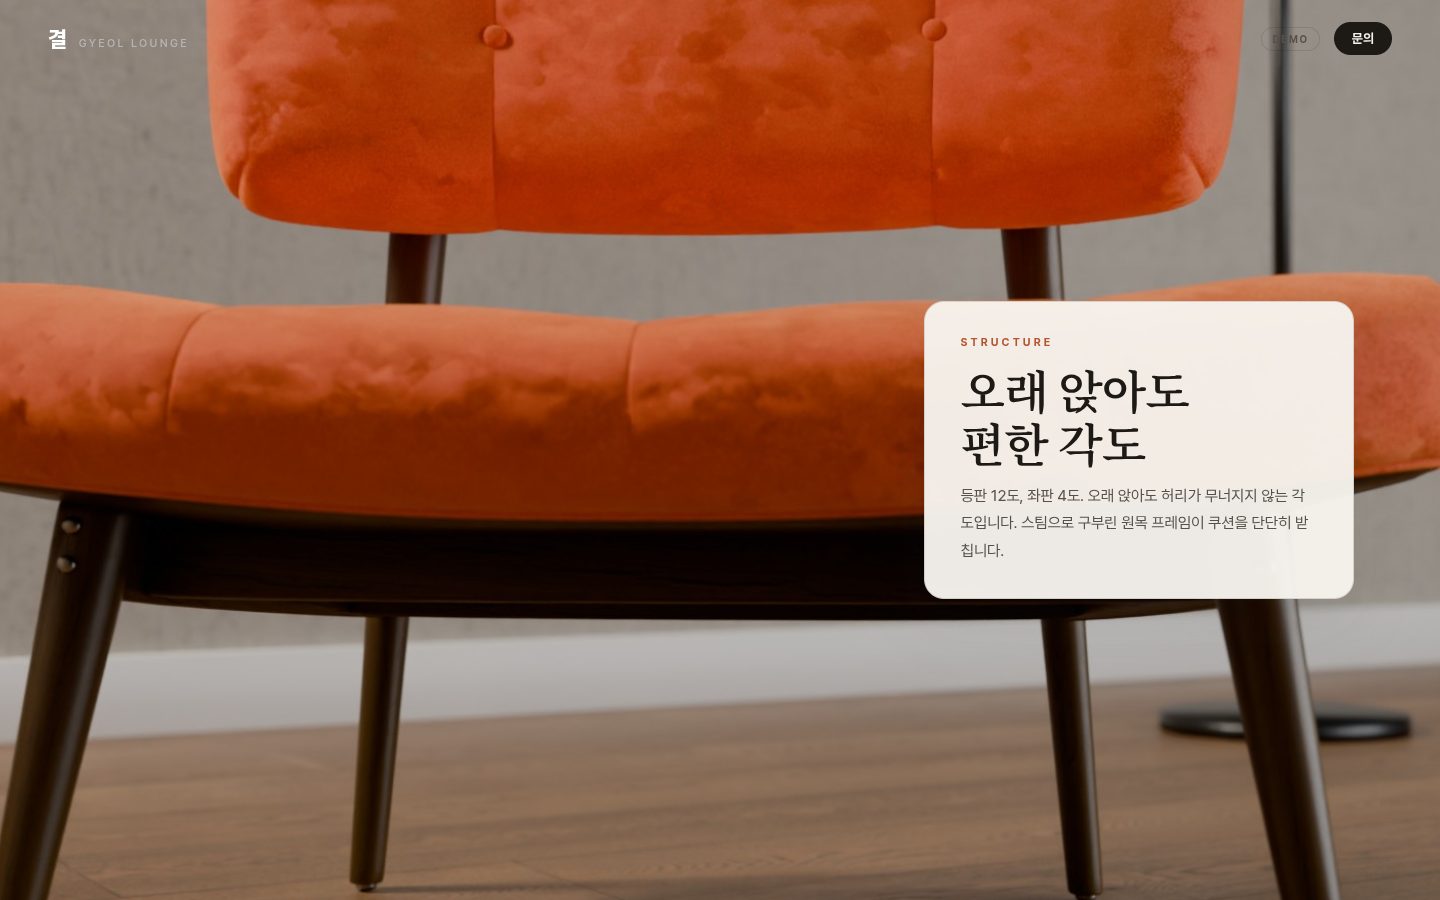 결 GYEOL LOUNGE
DEMO
문의
STRUCTURE
오래 앉아도
편한 각도
등판 12도, 좌판 4도. 오래 앉아도 허리가 무너지지 않는 각
도입니다. 스팀으로 구부린 원목 프레임이 쿠션을 단단히 받
칩니다.